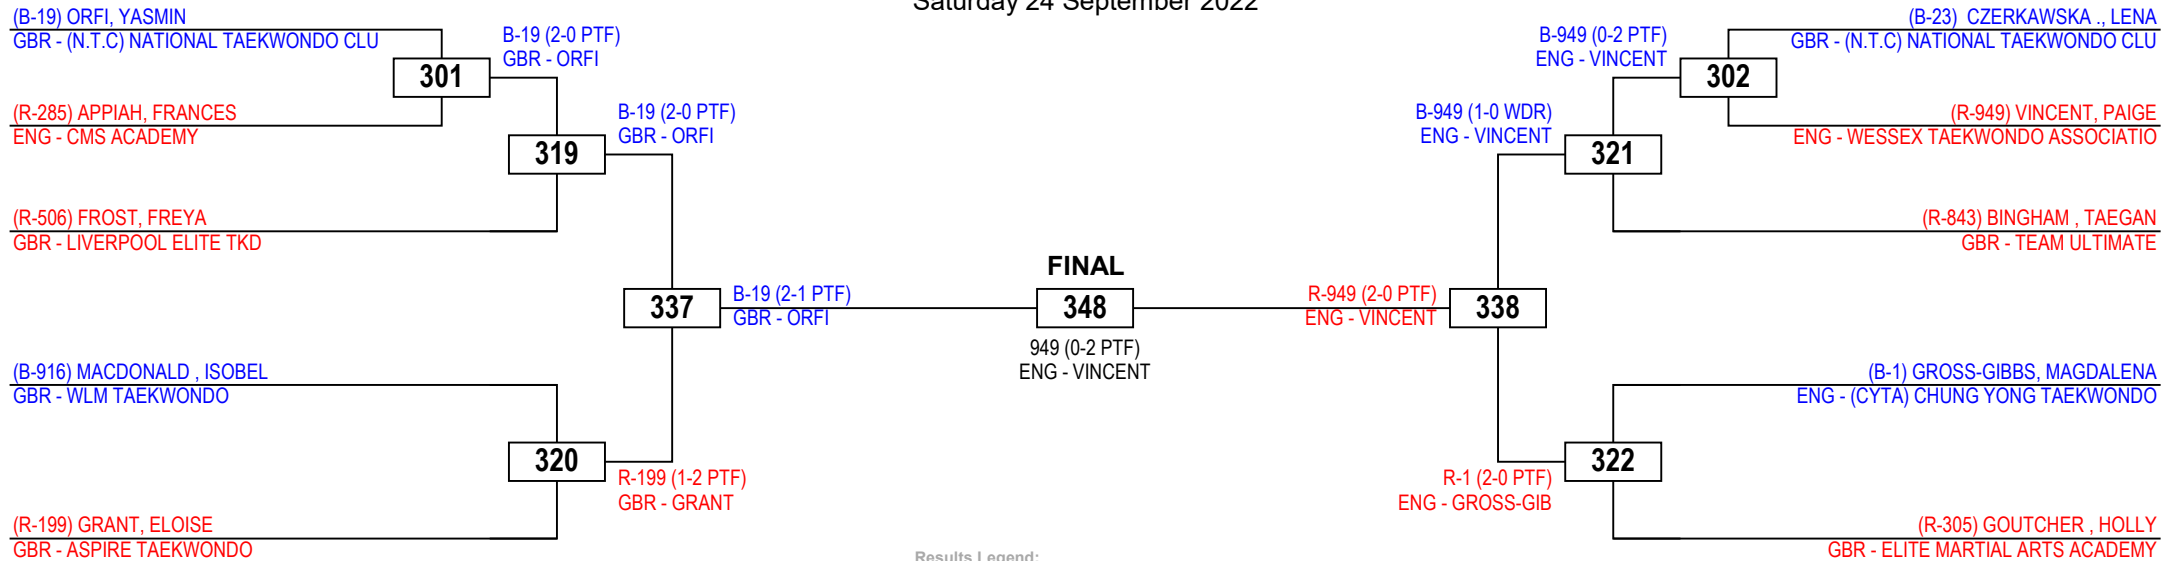 Saturday 24 September 2022
(B-19) ORFI, YASMIN
GBR - (N.T.C) NATIONAL TAEKWONDO CLU
301
(R-285) APPIAH, FRANCES
ENG - CMS ACADEMY
B-19 (2-0 PTF)
GBR - ORFI
319
(R-506) FROST, FREYA
GBR - LIVERPOOL ELITE TKD
B-19 (2-0 PTF)
GBR - ORFI
337
B-19 (2-1 PTF)
GBR - ORFI
(B-916) MACDONALD , ISOBEL
GBR - WLM TAEKWONDO
320
R-199 (1-2 PTF)
GBR - GRANT
(R-199) GRANT, ELOISE
GBR - ASPIRE TAEKWONDO
FINAL
348
949 (0-2 PTF)
ENG - VINCENT
(B-23) CZERKAWSKA ., LENA
GBR - (N.T.C) NATIONAL TAEKWONDO CLU
B-949 (0-2 PTF)
ENG - VINCENT
302
(R-949) VINCENT, PAIGE
ENG - WESSEX TAEKWONDO ASSOCIATIO
B-949 (1-0 WDR)
ENG - VINCENT
321
(R-843) BINGHAM , TAEGAN
GBR - TEAM ULTIMATE
R-949 (2-0 PTF)
ENG - VINCENT
338
(B-1) GROSS-GIBBS, MAGDALENA
ENG - (CYTA) CHUNG YONG TAEKWONDO
322
R-1 (2-0 PTF)
ENG - GROSS-GIB
(R-305) GOUTCHER , HOLLY
GBR - ELITE MARTIAL ARTS ACADEMY
Results Legend: